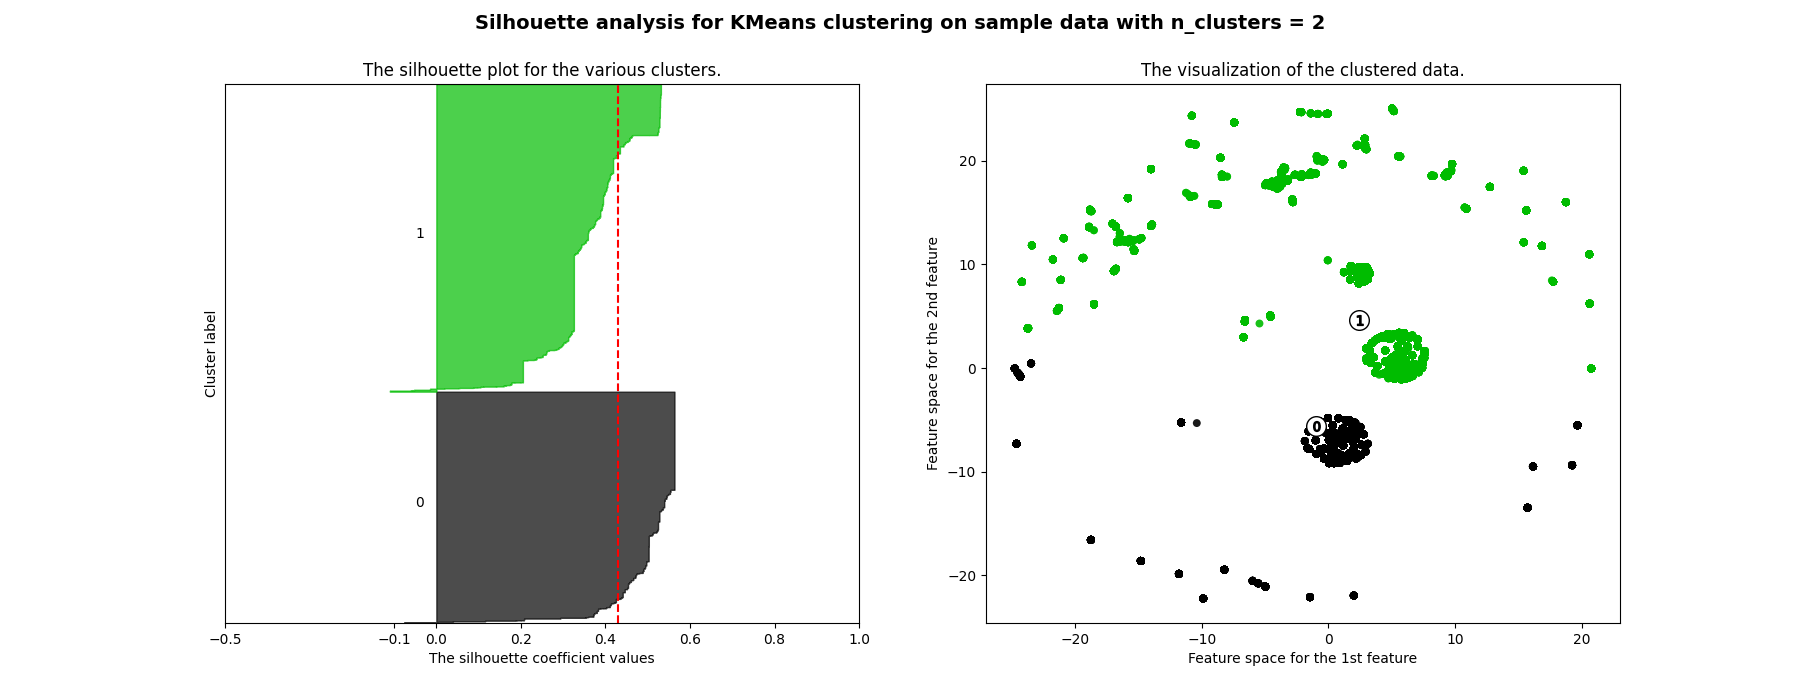 Silhouette analysis for KMeans clustering on sample data with n_clusters = 2
The silhouette plot for the various clusters.
1
0
Cluster label
−0.5 −0.1 0.0 0.2 0.4 0.6 0.8 1.0
The silhouette coefficient values
The visualization of the clustered data.
20
10
0
−10
−20
Feature space for the 2nd feature
1
0
−20 −10 0 10 20
Feature space for the 1st feature